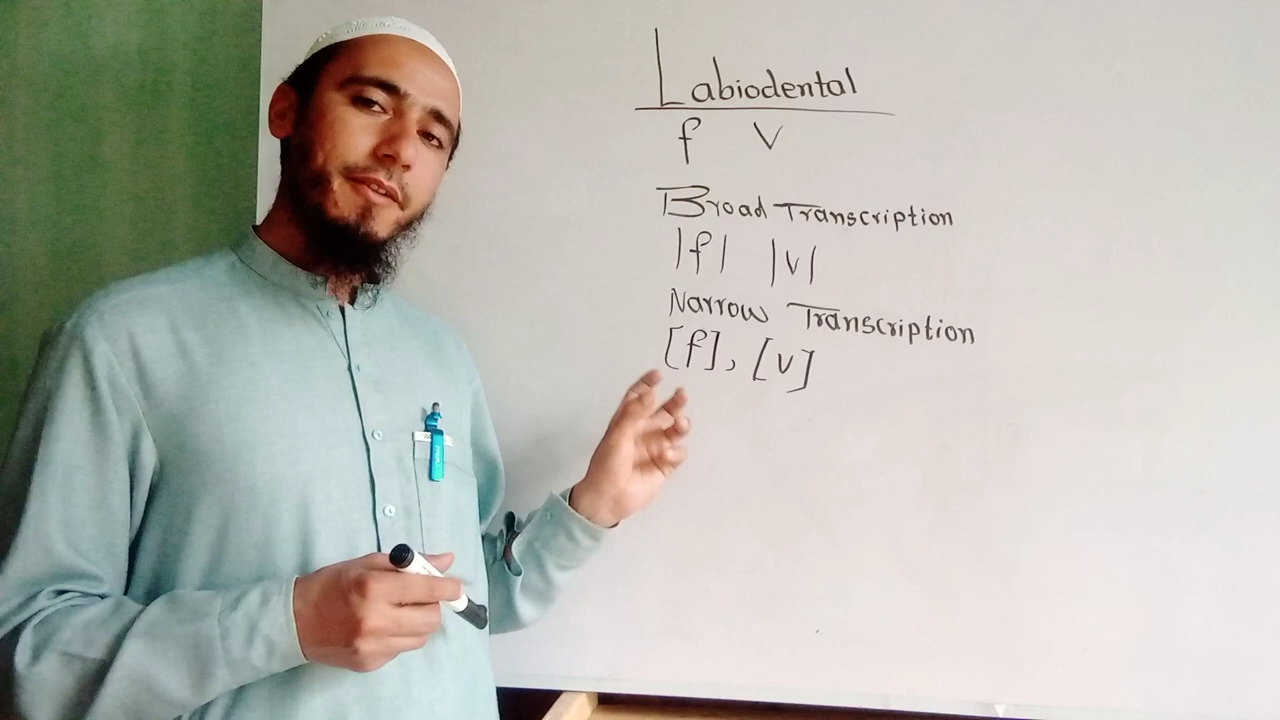 Labiodental
f v
Broad Transcription
|f| |v|
Narrow Transcription
[f], [v]